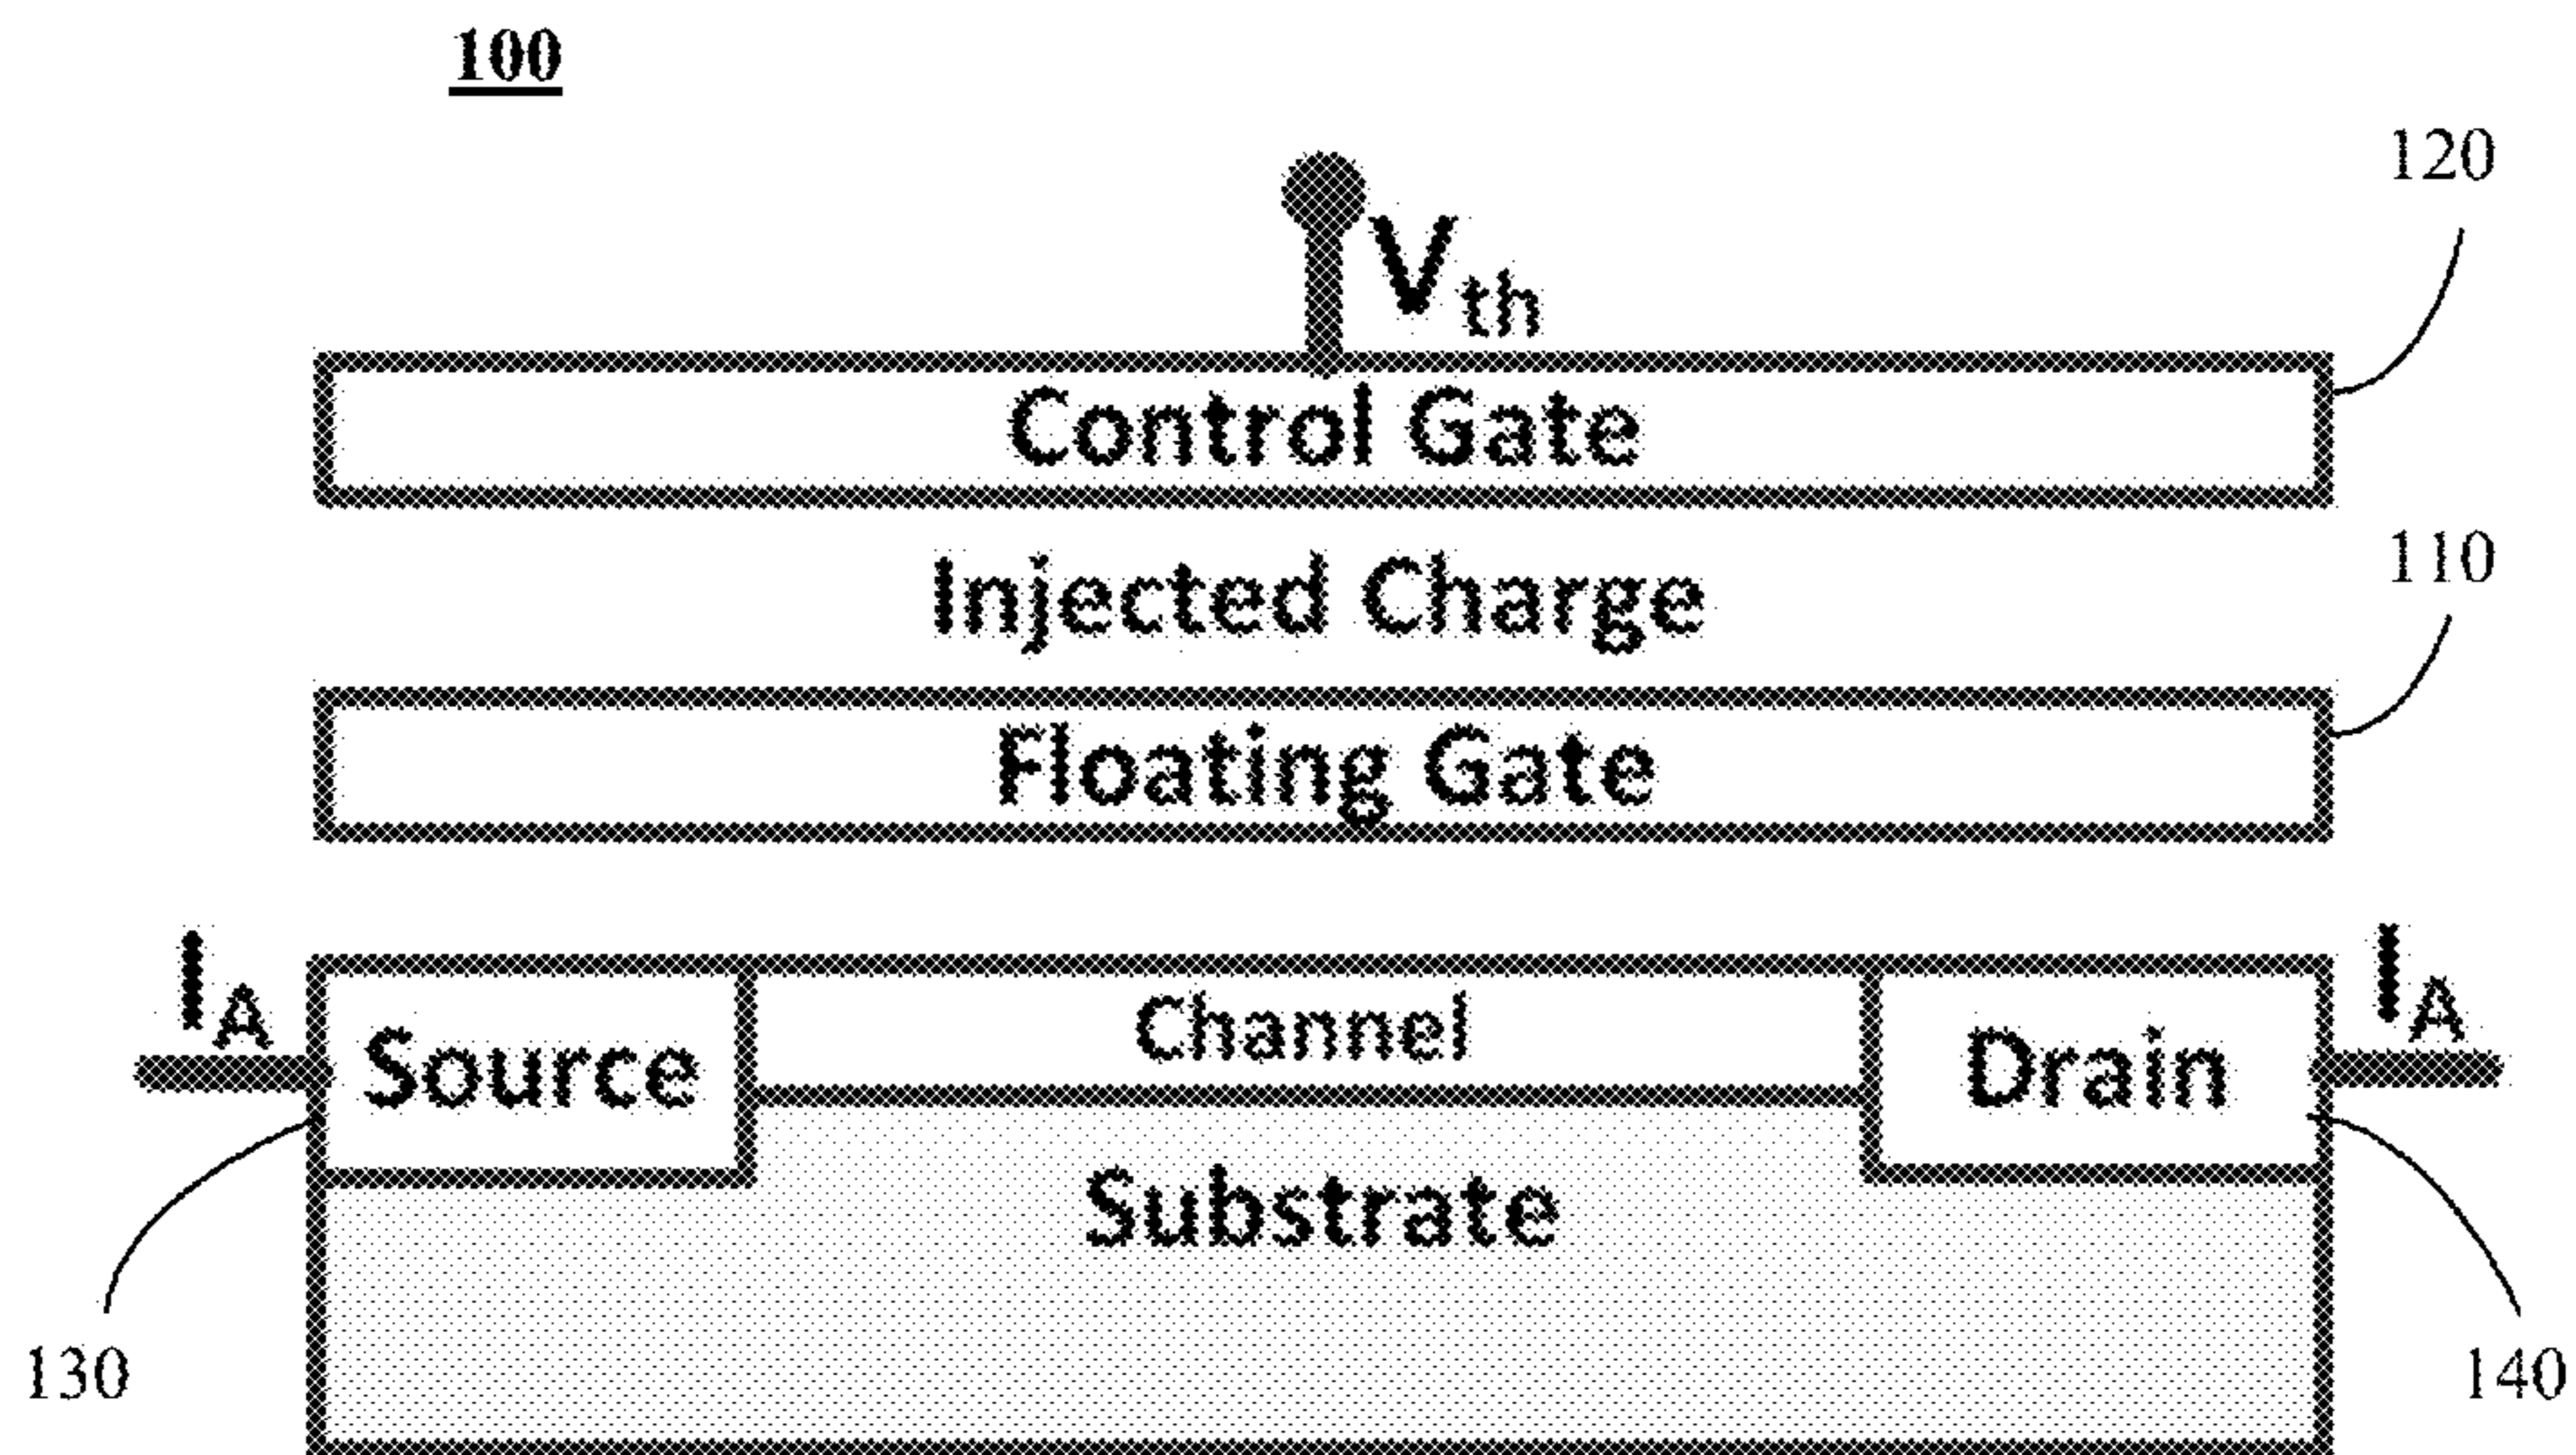 100
120
Vth
Control Gate
110
Injected Charge
Floating Gate
IA
IA
Source
Channel
Drain
Substrate
130
140